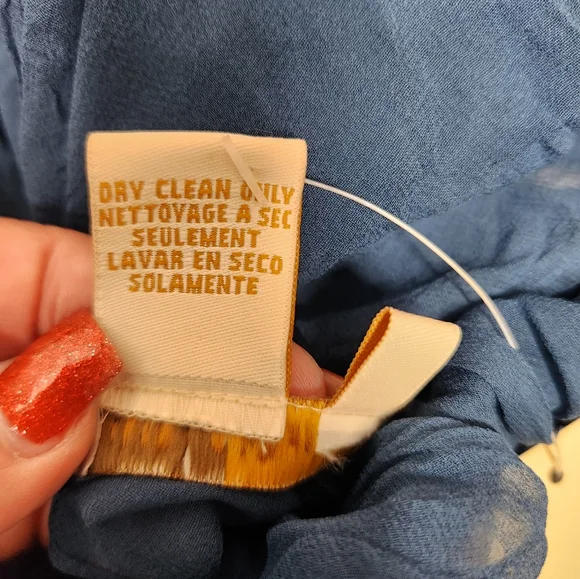 DRY CLEAN ONLY
NETTOYAGE A SEC
SEULEMENT
LAVAR EN SECO
SOLAMENTE